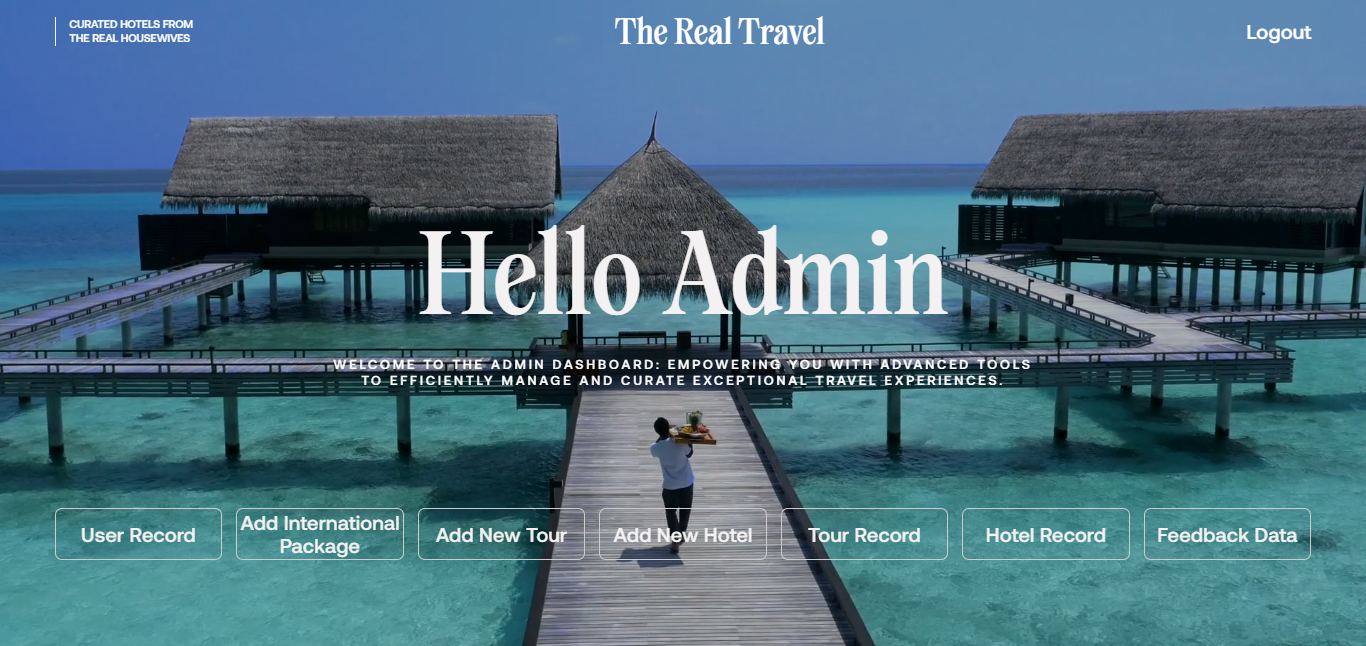 CURATED HOTELS FROM
THE REAL HOUSEWIVES
The Real Travel
Logout
Hello Admin
WELCOME TO THE ADMIN DASHBOARD: EMPOWERING YOU WITH ADVANCED TOOLS
TO EFFICIENTLY MANAGE AND CURATE EXCEPTIONAL TRAVEL EXPERIENCES.
User Record
Add International
Package
Add New Tour
Add New Hotel
Tour Record
Hotel Record
Feedback Data